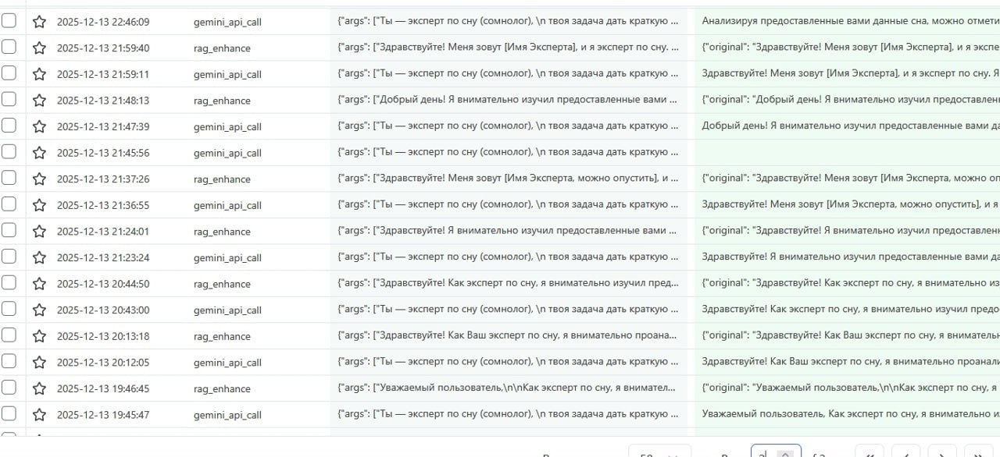 2025-12-13 22:46:09 gemini_api_call {"args": ["Ты — эксперт по сну (сомнолог), \n твоя задача дать краткую ... Анализируя предоставленные вами данные сна, можно отмети
2025-12-13 21:59:40 rag_enhance {"args": ["Здравствуйте! Меня зовут [Имя Эксперта], и я эксперт по сну. ... {"original": "Здравствуйте! Меня зовут [Имя Эксперта], и я экспе
2025-12-13 21:59:11 gemini_api_call {"args": ["Ты — эксперт по сну (сомнолог), \n твоя задача дать краткую ... Здравствуйте! Меня зовут [Имя Эксперта], и я эксперт по сну. Я
2025-12-13 21:48:13 rag_enhance {"args": ["Добрый день! Я внимательно изучил предоставленные вами ... {"original": "Добрый день! Я внимательно изучил предоставлен
2025-12-13 21:47:39 gemini_api_call {"args": ["Ты — эксперт по сну (сомнолог), \n твоя задача дать краткую ... Добрый день! Я внимательно изучил предоставленные вами да
2025-12-13 21:45:56 gemini_api_call {"args": ["Ты — эксперт по сну (сомнолог), \n твоя задача дать краткую ...
2025-12-13 21:37:26 rag_enhance {"args": ["Здравствуйте! Меня зовут [Имя Эксперта, можно опустить], и ... {"original": "Здравствуйте! Меня зовут [Имя Эксперта, можно оп
2025-12-13 21:36:55 gemini_api_call {"args": ["Ты — эксперт по сну (сомнолог), \n твоя задача дать краткую ... Здравствуйте! Меня зовут [Имя Эксперта, можно опустить], и я
2025-12-13 21:24:01 rag_enhance {"args": ["Здравствуйте! Я внимательно изучил предоставленные вами ... {"original": "Здравствуйте! Я внимательно изучил предоставлен
2025-12-13 21:23:24 gemini_api_call {"args": ["Ты — эксперт по сну (сомнолог), \n твоя задача дать краткую ... Здравствуйте! Я внимательно изучил предоставленные вами да
2025-12-13 20:44:50 rag_enhance {"args": ["Здравствуйте! Как эксперт по сну, я внимательно изучил пред... {"original": "Здравствуйте! Как эксперт по сну, я внимательно из
2025-12-13 20:43:00 gemini_api_call {"args": ["Ты — эксперт по сну (сомнолог), \n твоя задача дать краткую ... Здравствуйте! Как эксперт по сну, я внимательно изучил предо
2025-12-13 20:13:18 rag_enhance {"args": ["Здравствуйте! Как Ваш эксперт по сну, я внимательно проана... {"original": "Здравствуйте! Как Ваш эксперт по сну, я вниматель
2025-12-13 20:12:05 gemini_api_call {"args": ["Ты — эксперт по сну (сомнолог), \n твоя задача дать краткую ... Здравствуйте! Как Ваш эксперт по сну, я внимательно проанали
2025-12-13 19:46:45 rag_enhance {"args": ["Уважаемый пользователь,\n\nКак эксперт по сну, я внимател... {"original": "Уважаемый пользователь,\n\nКак эксперт по сну, я
2025-12-13 19:45:47 gemini_api_call {"args": ["Ты — эксперт по сну (сомнолог), \n твоя задача дать краткую ... Уважаемый пользователь, Как эксперт по сну, я внимательно и